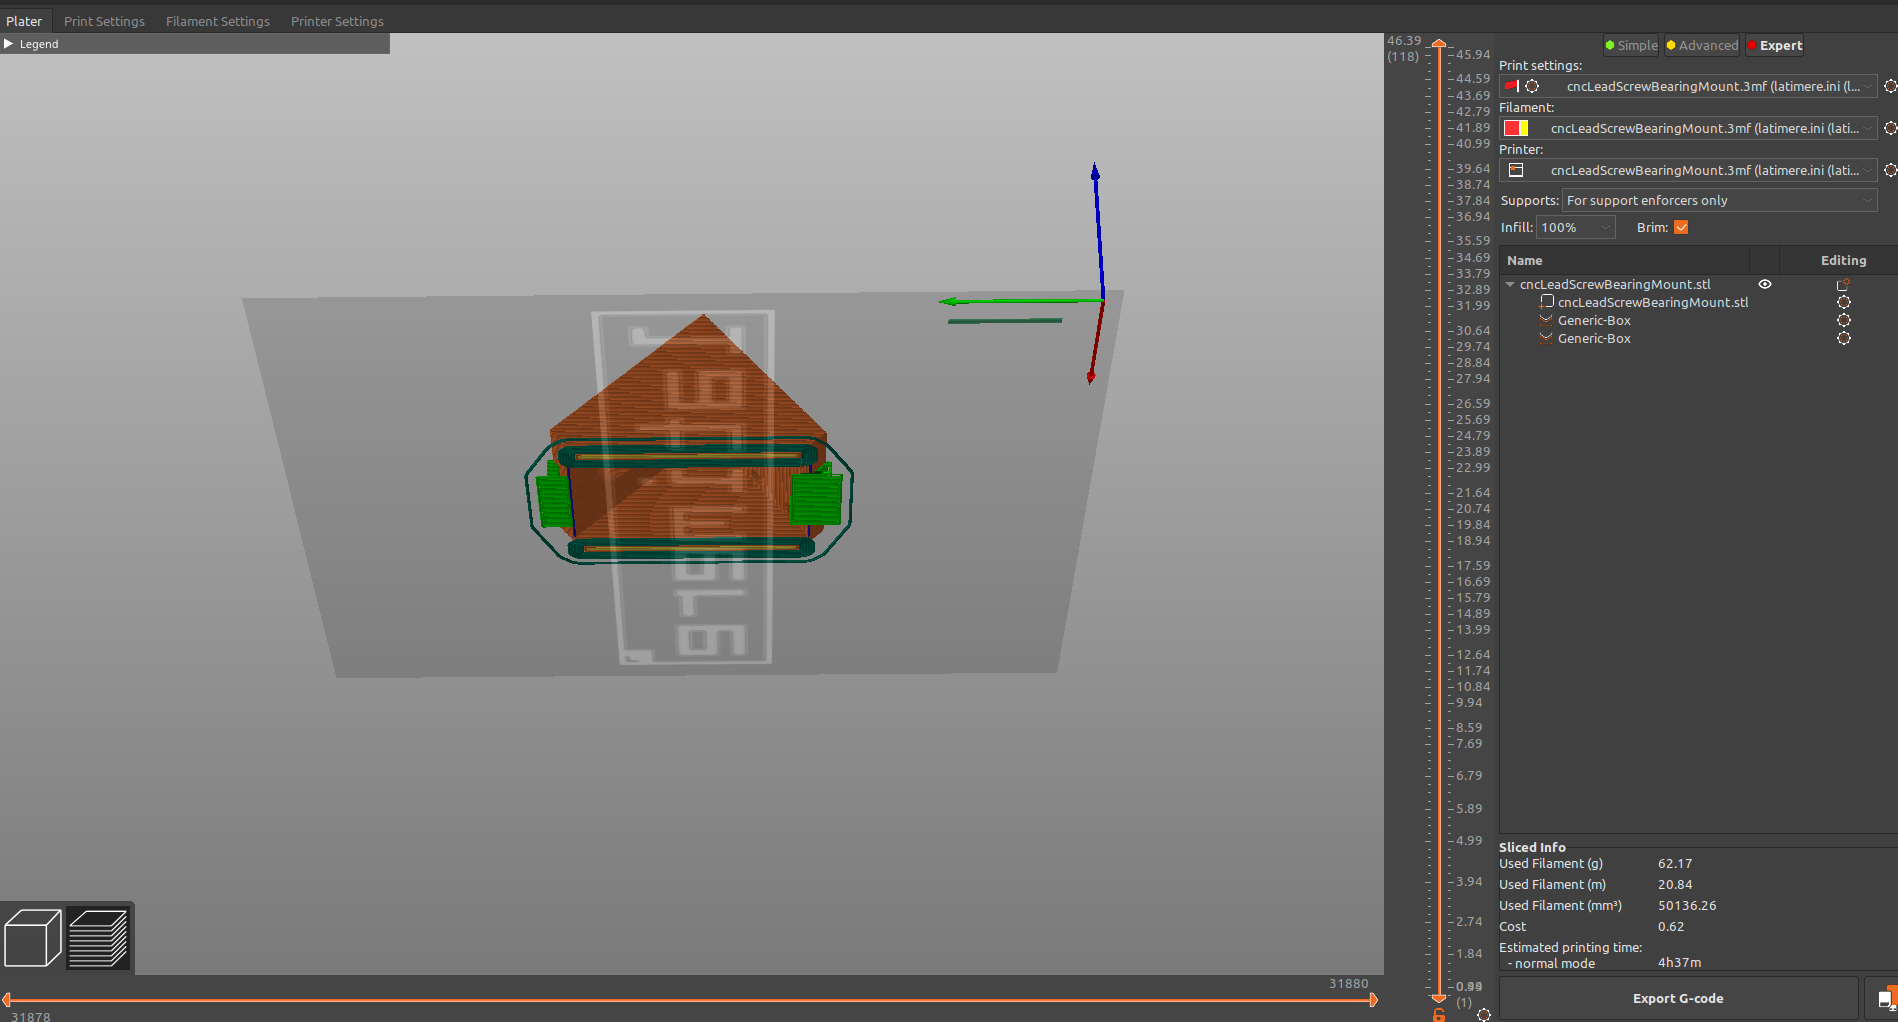 Plater Print Settings Filament Settings Printer Settings
Legend
46.39
(118)
45.94
44.59
43.69
42.79
41.89
40.99
39.64
38.74
37.84
36.94
35.59
34.69
33.79
32.89
31.99
30.64
29.74
28.84
27.94
26.59
25.69
24.79
23.89
22.99
21.64
20.74
19.84
18.94
17.59
16.69
15.79
14.89
13.99
12.64
11.74
10.84
9.94
8.59
7.69
6.79
5.89
4.99
3.94
2.74
1.84
(1)
31880
31878
Simple Advanced Expert
Print settings:
cncLeadScrewBearingMount.3mf (latimere.ini (l...
Filament:
cncLeadScrewBearingMount.3mf (latimere.ini (lati...
Printer:
cncLeadScrewBearingMount.3mf (latimere.ini (lati...
Supports: For support enforcers only
Infill: 100% Brim:
Name Editing
cncLeadScrewBearingMount.stl
cncLeadScrewBearingMount.stl
Generic-Box
Generic-Box
Sliced Info
Used Filament (g) 62.17
Used Filament (m) 20.84
Used Filament (mm³) 50136.26
Cost 0.62
Estimated printing time:
- normal mode 4h37m
Export G-code